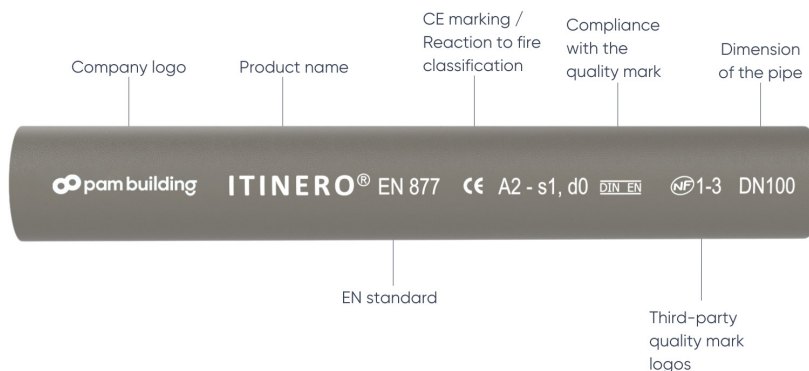 Company logo
Product name
CE marking /
Reaction to fire
classification
Compliance
with the
quality mark
Dimension
of the pipe
pam building ITINERO® EN 877 CE A2 - s1, d0 DIN EN NF 1-3 DN100
EN standard
Third-party
quality mark
logos